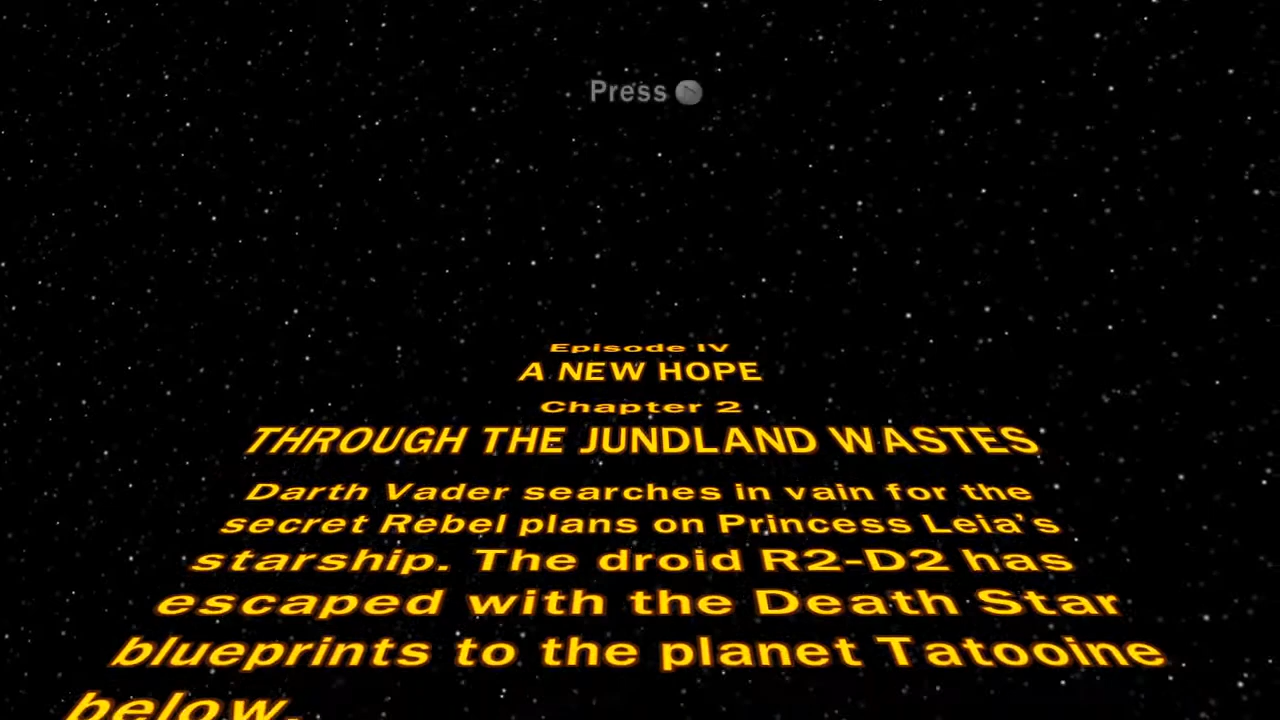 Press
Episode IV
A NEW HOPE
Chapter 2
THROUGH THE JUNDLAND WASTES
Darth Vader searches in vain for the
secret Rebel plans on Princess Leia's
starship. The droid R2-D2 has
escaped with the Death Star
blueprints to the planet Tatooine
below.